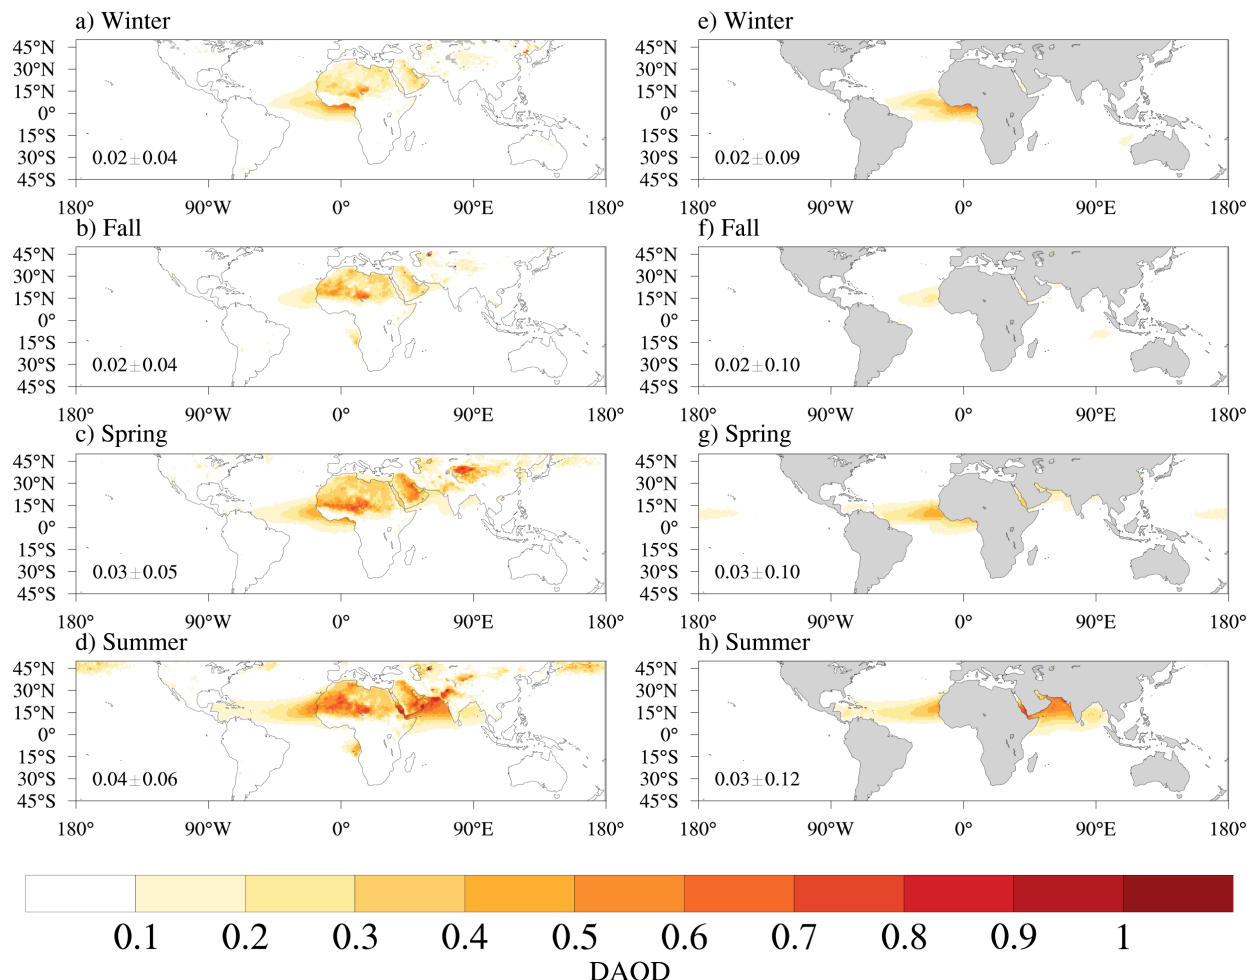 a) Winter
45°N
30°N
15°N
0°
15°S
30°S
45°S
0.02±0.04
180° 90°W 0° 90°E 180°
e) Winter
45°N
30°N
15°N
0°
15°S
30°S
45°S
0.02±0.09
180° 90°W 0° 90°E 180°
b) Fall
45°N
30°N
15°N
0°
15°S
30°S
45°S
0.02±0.04
180° 90°W 0° 90°E 180°
f) Fall
45°N
30°N
15°N
0°
15°S
30°S
45°S
0.02±0.10
180° 90°W 0° 90°E 180°
c) Spring
45°N
30°N
15°N
0°
15°S
30°S
45°S
0.03±0.05
180° 90°W 0° 90°E 180°
g) Spring
45°N
30°N
15°N
0°
15°S
30°S
45°S
0.03±0.10
180° 90°W 0° 90°E 180°
d) Summer
45°N
30°N
15°N
0°
15°S
30°S
45°S
0.04±0.06
180° 90°W 0° 90°E 180°
h) Summer
45°N
30°N
15°N
0°
15°S
30°S
45°S
0.03±0.12
180° 90°W 0° 90°E 180°
0.1 0.2 0.3 0.4 0.5 0.6 0.7 0.8 0.9 1
DAOD